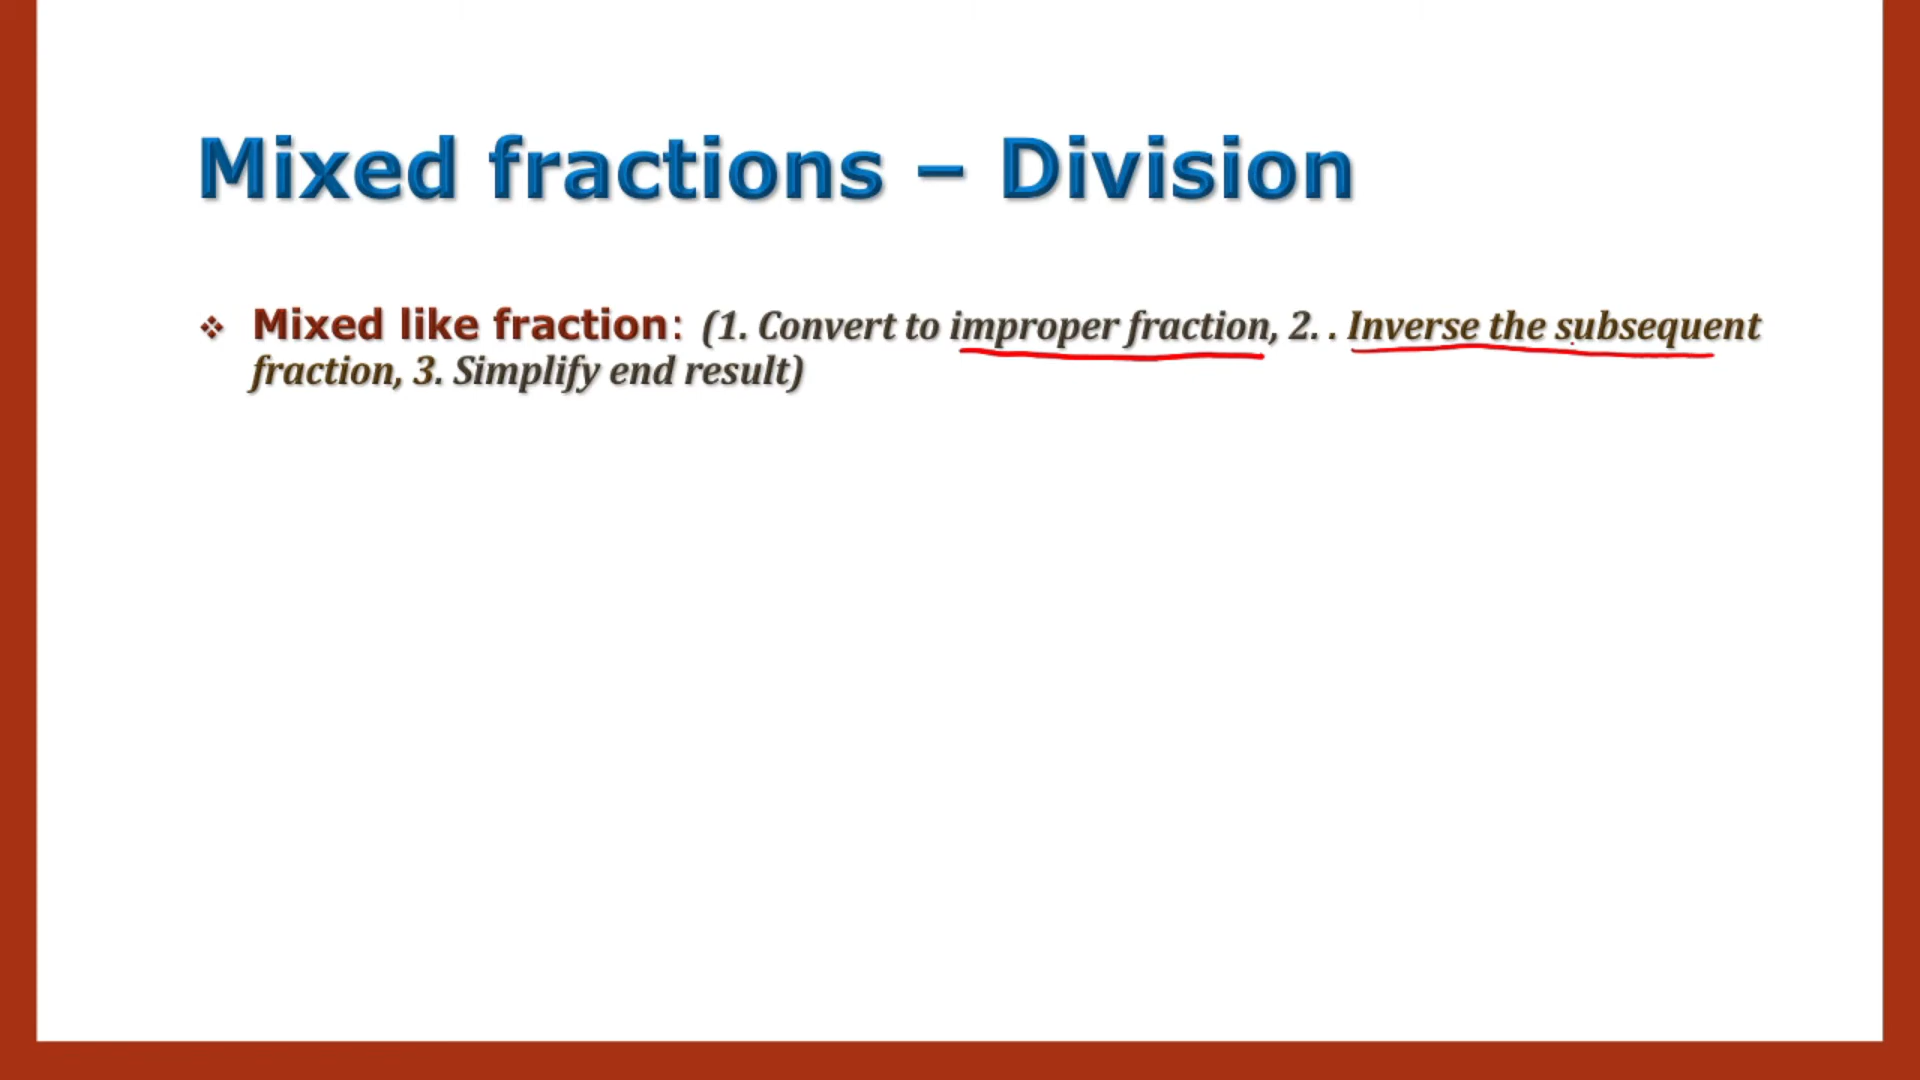 Mixed fractions – Division
❖ Mixed like fraction: (1. Convert to improper fraction, 2. . Inverse the subsequent
fraction, 3. Simplify end result)